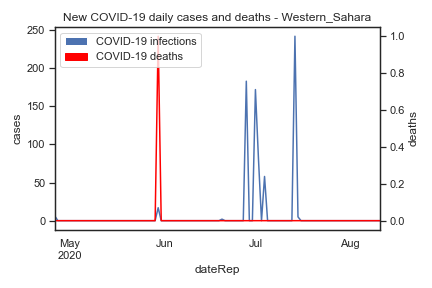 New COVID-19 daily cases and deaths - Western_Sahara
COVID-19 infections
COVID-19 deaths
250
200
150
100
50
0
cases
1.0
0.8
0.6
0.4
0.2
0.0
deaths
May
2020
Jun
Jul
Aug
dateRep